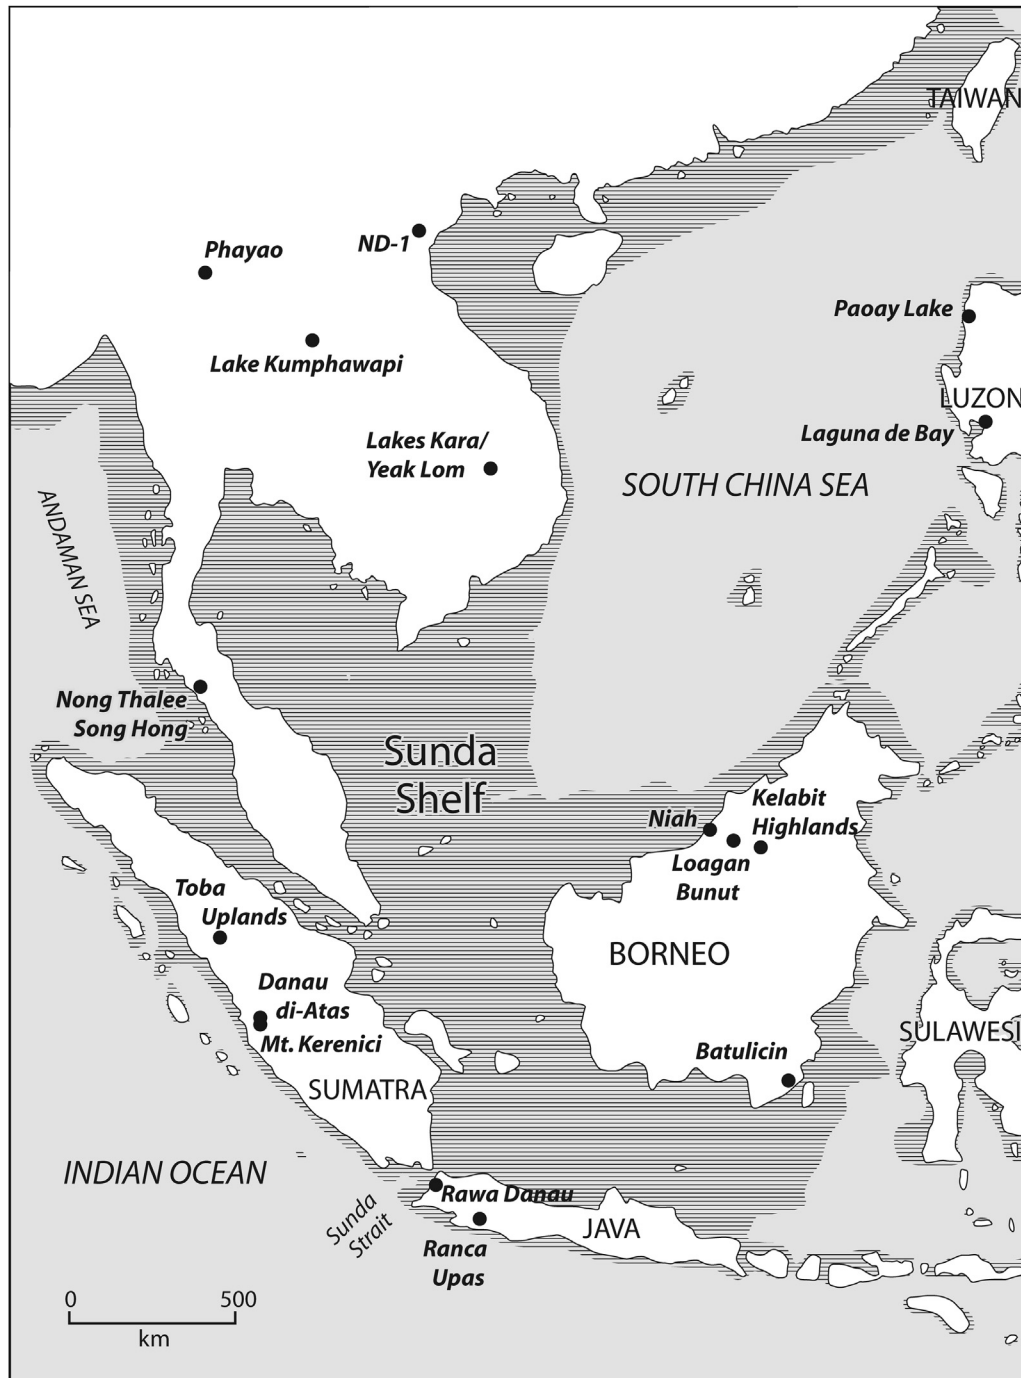 TAIWAN
Phayao
ND-1
Paoay Lake
Lake Kumphawapi
LUZON
Lakes Kara/
Yeak Lom
Laguna de Bay
SOUTH CHINA SEA
ANDAMAN SEA
Nong Thalee
Song Hong
Sunda
Shelf
Kelabit
Highlands
Niah
Loagan
Bunut
Toba
Uplands
BORNEO
Danau
di-Atas
Mt. Kerenici
SULAWESI
Batulicin
SUMATRA
INDIAN OCEAN
Rawa Danau
Sunda
Strait
JAVA
Ranca
Upas
0 500
km